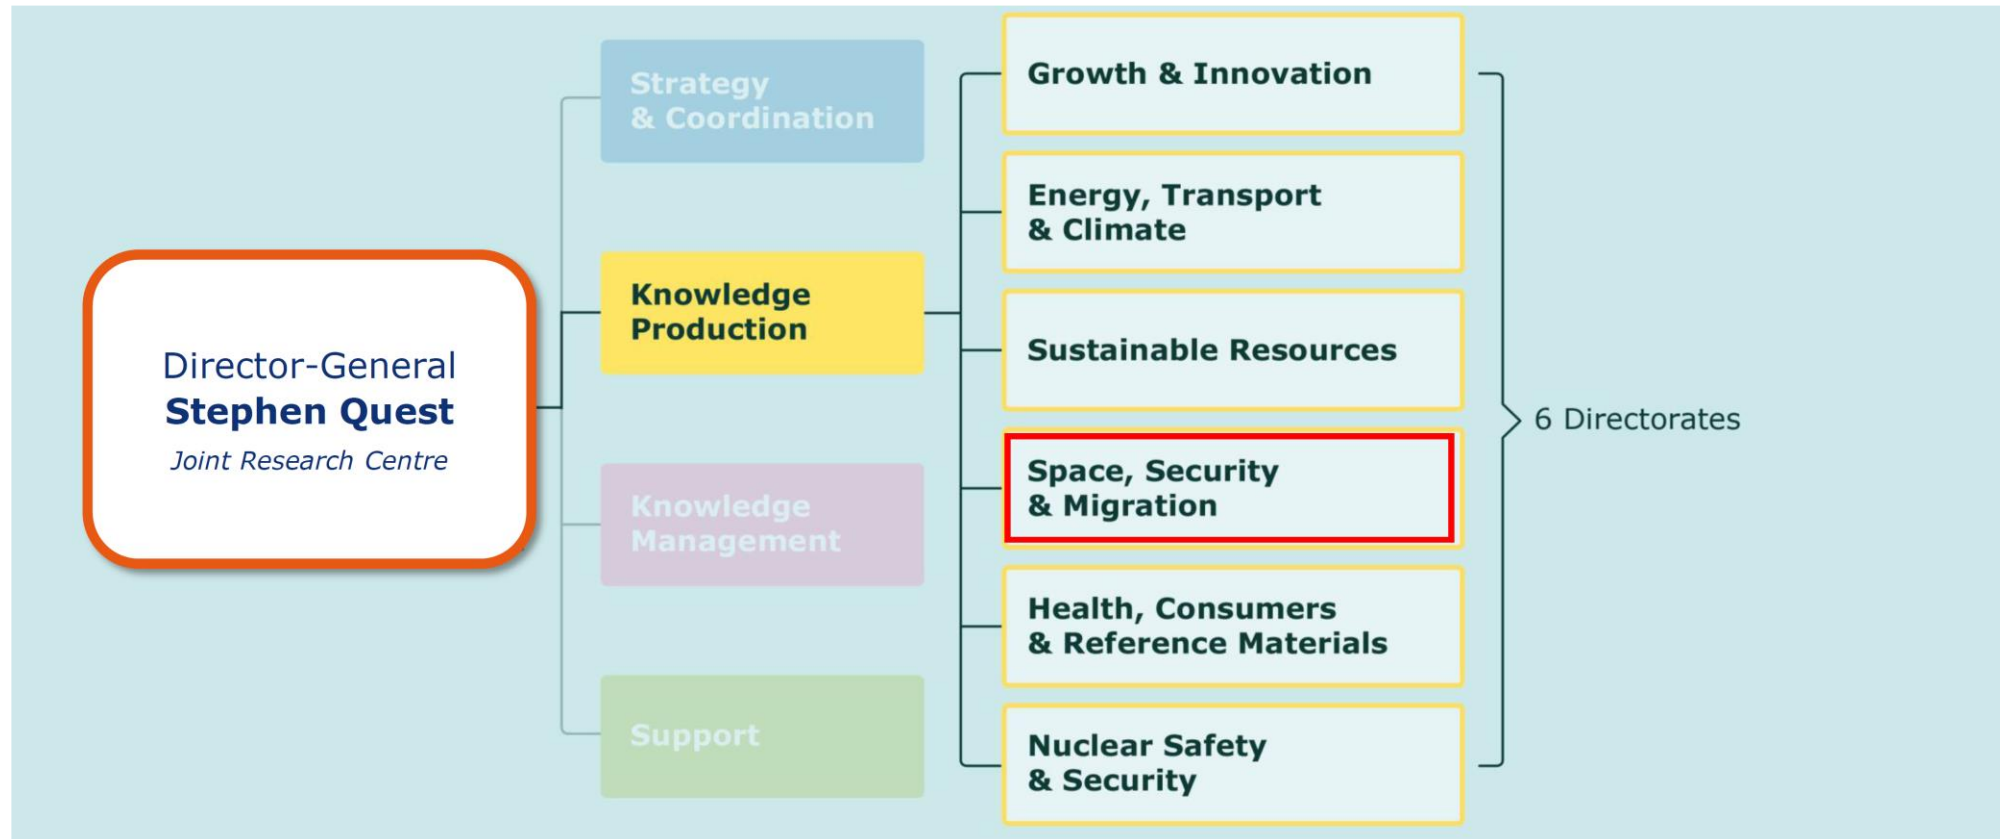 Director-General
Stephen Quest
Joint Research Centre
Strategy
& Coordination
Knowledge
Production
Knowledge
Management
Support
Growth & Innovation
Energy, Transport
& Climate
Sustainable Resources
Space, Security
& Migration
Health, Consumers
& Reference Materials
Nuclear Safety
& Security
6 Directorates